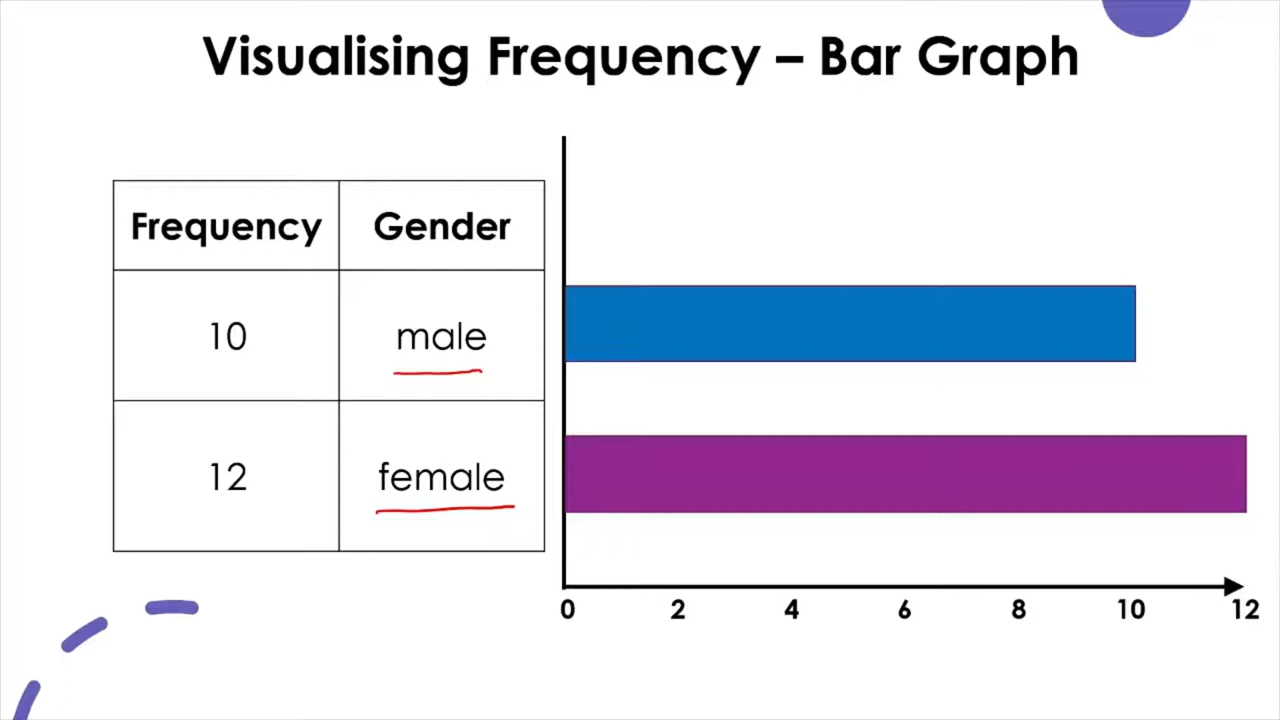 Visualising Frequency – Bar Graph
Frequency Gender
10 male
12 female
0 2 4 6 8 10 12